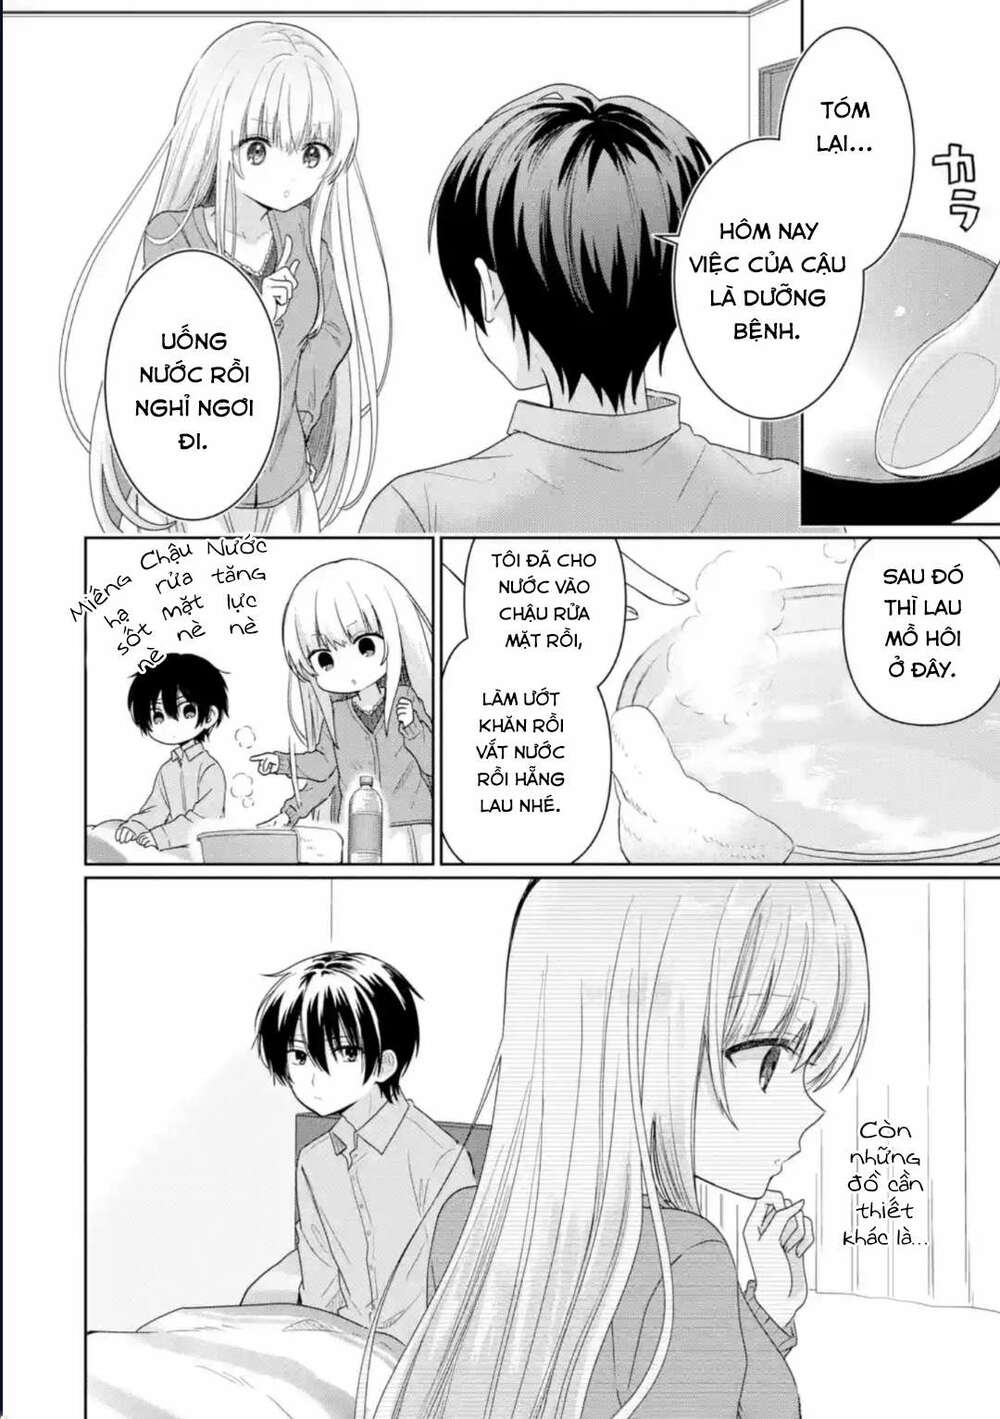 TÓM
LẠI...
HÔM NAY
VIỆC CỦA CẬU
LÀ DƯỠNG
BỆNH.
カラ
UỐNG
NƯỚC RỒI
NGHỈ NGƠI
ĐI.
SAU ĐÓ
THÌ LAU
MỒ HÔI
Ở ĐÂY.
TÔI ĐÃ CHO
NƯỚC VÀO
CHẬU RỬA
MẶT RỒI,
LÀM ƯỚT
KHĂN RỒI
VẮT NƯỚC
RỒI HẴNG
LAU NHÉ.
Nước
tăng
lực
nè
Chậu
rửa
mặt
nè
Miếng
hạ
sốt
nè
Còn
những
đồ cần
thiết
khác là...